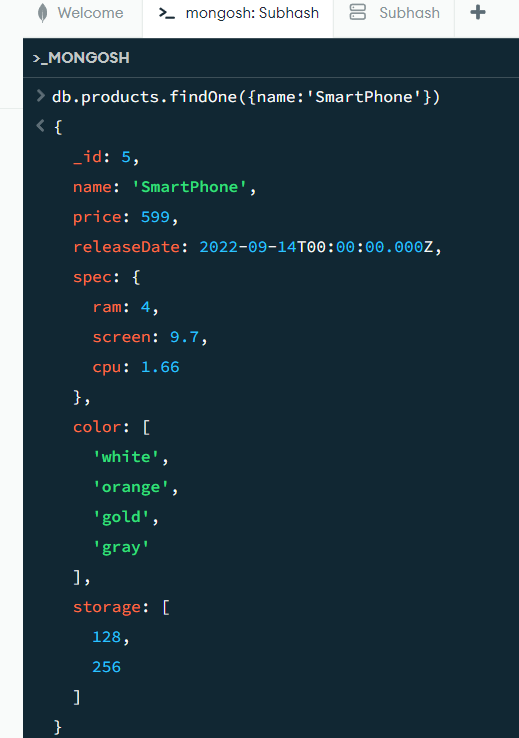 Welcome
>_ mongosh: Subhash
Subhash
>_MONGOSH
db.products.findOne({name:'SmartPhone'})
{
_id: 5,
name: 'SmartPhone',
price: 599,
releaseDate: 2022-09-14T00:00:00.000Z,
spec: {
ram: 4,
screen: 9.7,
cpu: 1.66
},
color: [
'white',
'orange',
'gold',
'gray'
],
storage: [
128,
256
]
}